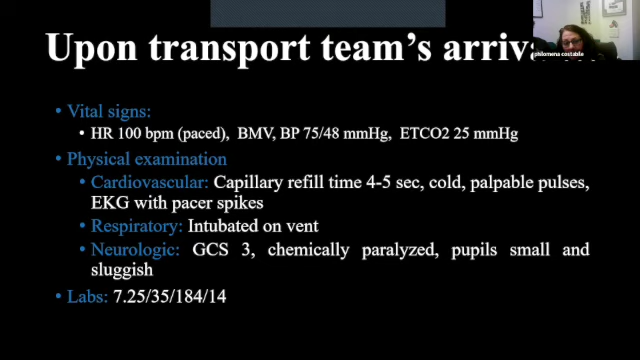 Upon transport team's arriva
philomena costabile
• Vital signs:
• HR 100 bpm (paced), BMV, BP 75/48 mmHg, ETCO2 25 mmHg
• Physical examination
• Cardiovascular: Capillary refill time 4-5 sec, cold, palpable pulses,
EKG with pacer spikes
• Respiratory: Intubated on vent
• Neurologic: GCS 3, chemically paralyzed, pupils small and
sluggish
• Labs: 7.25/35/184/14